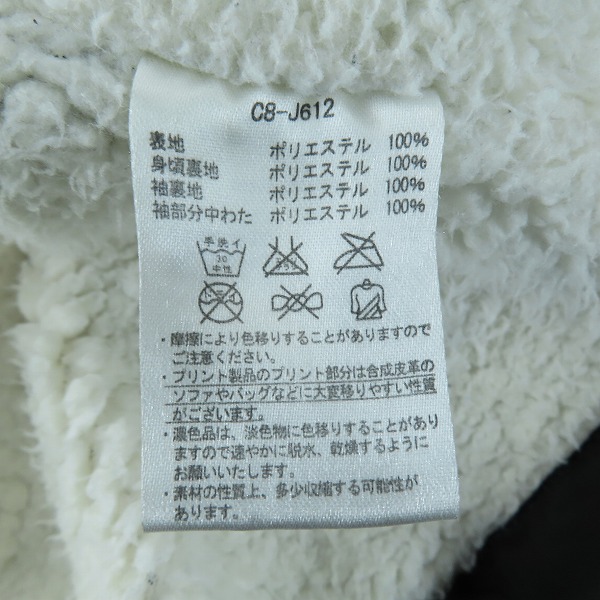 C8-J612
表地 ポリエステル 100%
身頃裏地 ポリエステル 100%
袖裏地 ポリエステル 100%
袖部分中わた ポリエステル 100%
手洗イ
30
中性
エンソ
サラシ
・摩擦により色移りすることがありますので
ご注意ください。
・プリント製品のプリント部分は合成皮革の
ソファやバッグなどに大変移りやすい性質
がございます。
・濃色品は、淡色物に色移りすることがあり
ますので速やかに脱水、乾燥するように
お願いいたします。
・素材の性質上、多少収縮する可能性が
あります。